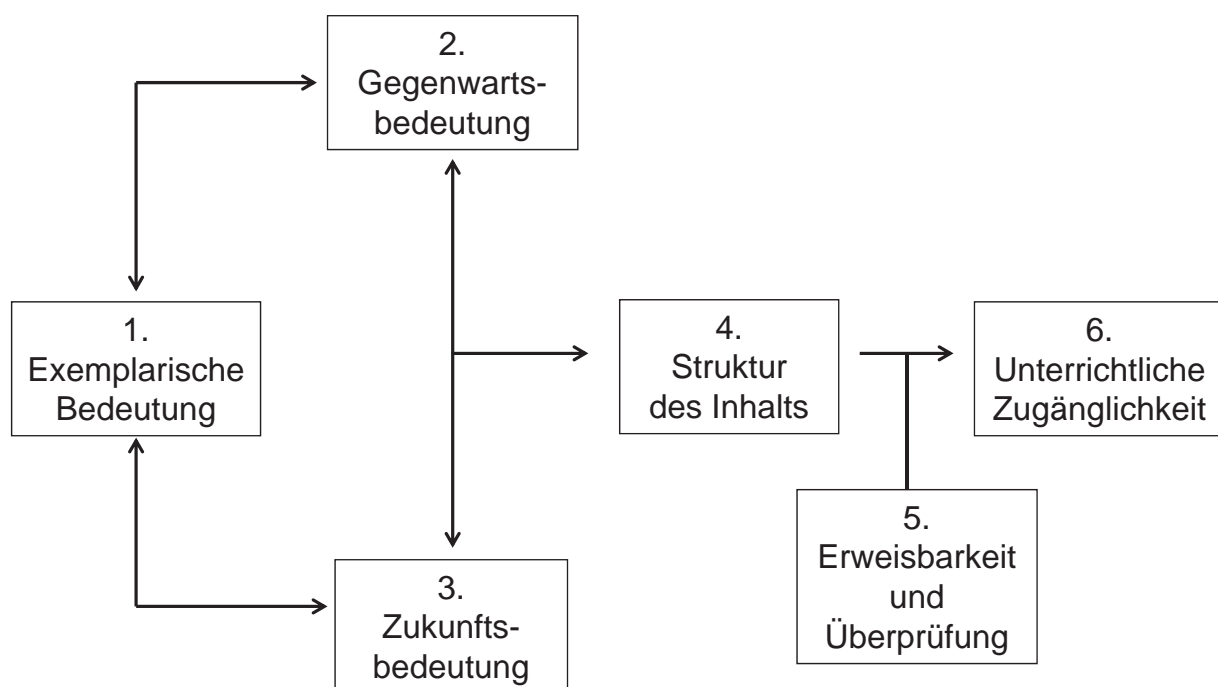 1.
Exemplarische
Bedeutung
2.
Gegenwarts-
bedeutung
3.
Zukunfts-
bedeutung
4.
Struktur
des Inhalts
5.
Erweisbarkeit
und
Überprüfung
6.
Unterrichtliche
Zugänglichkeit